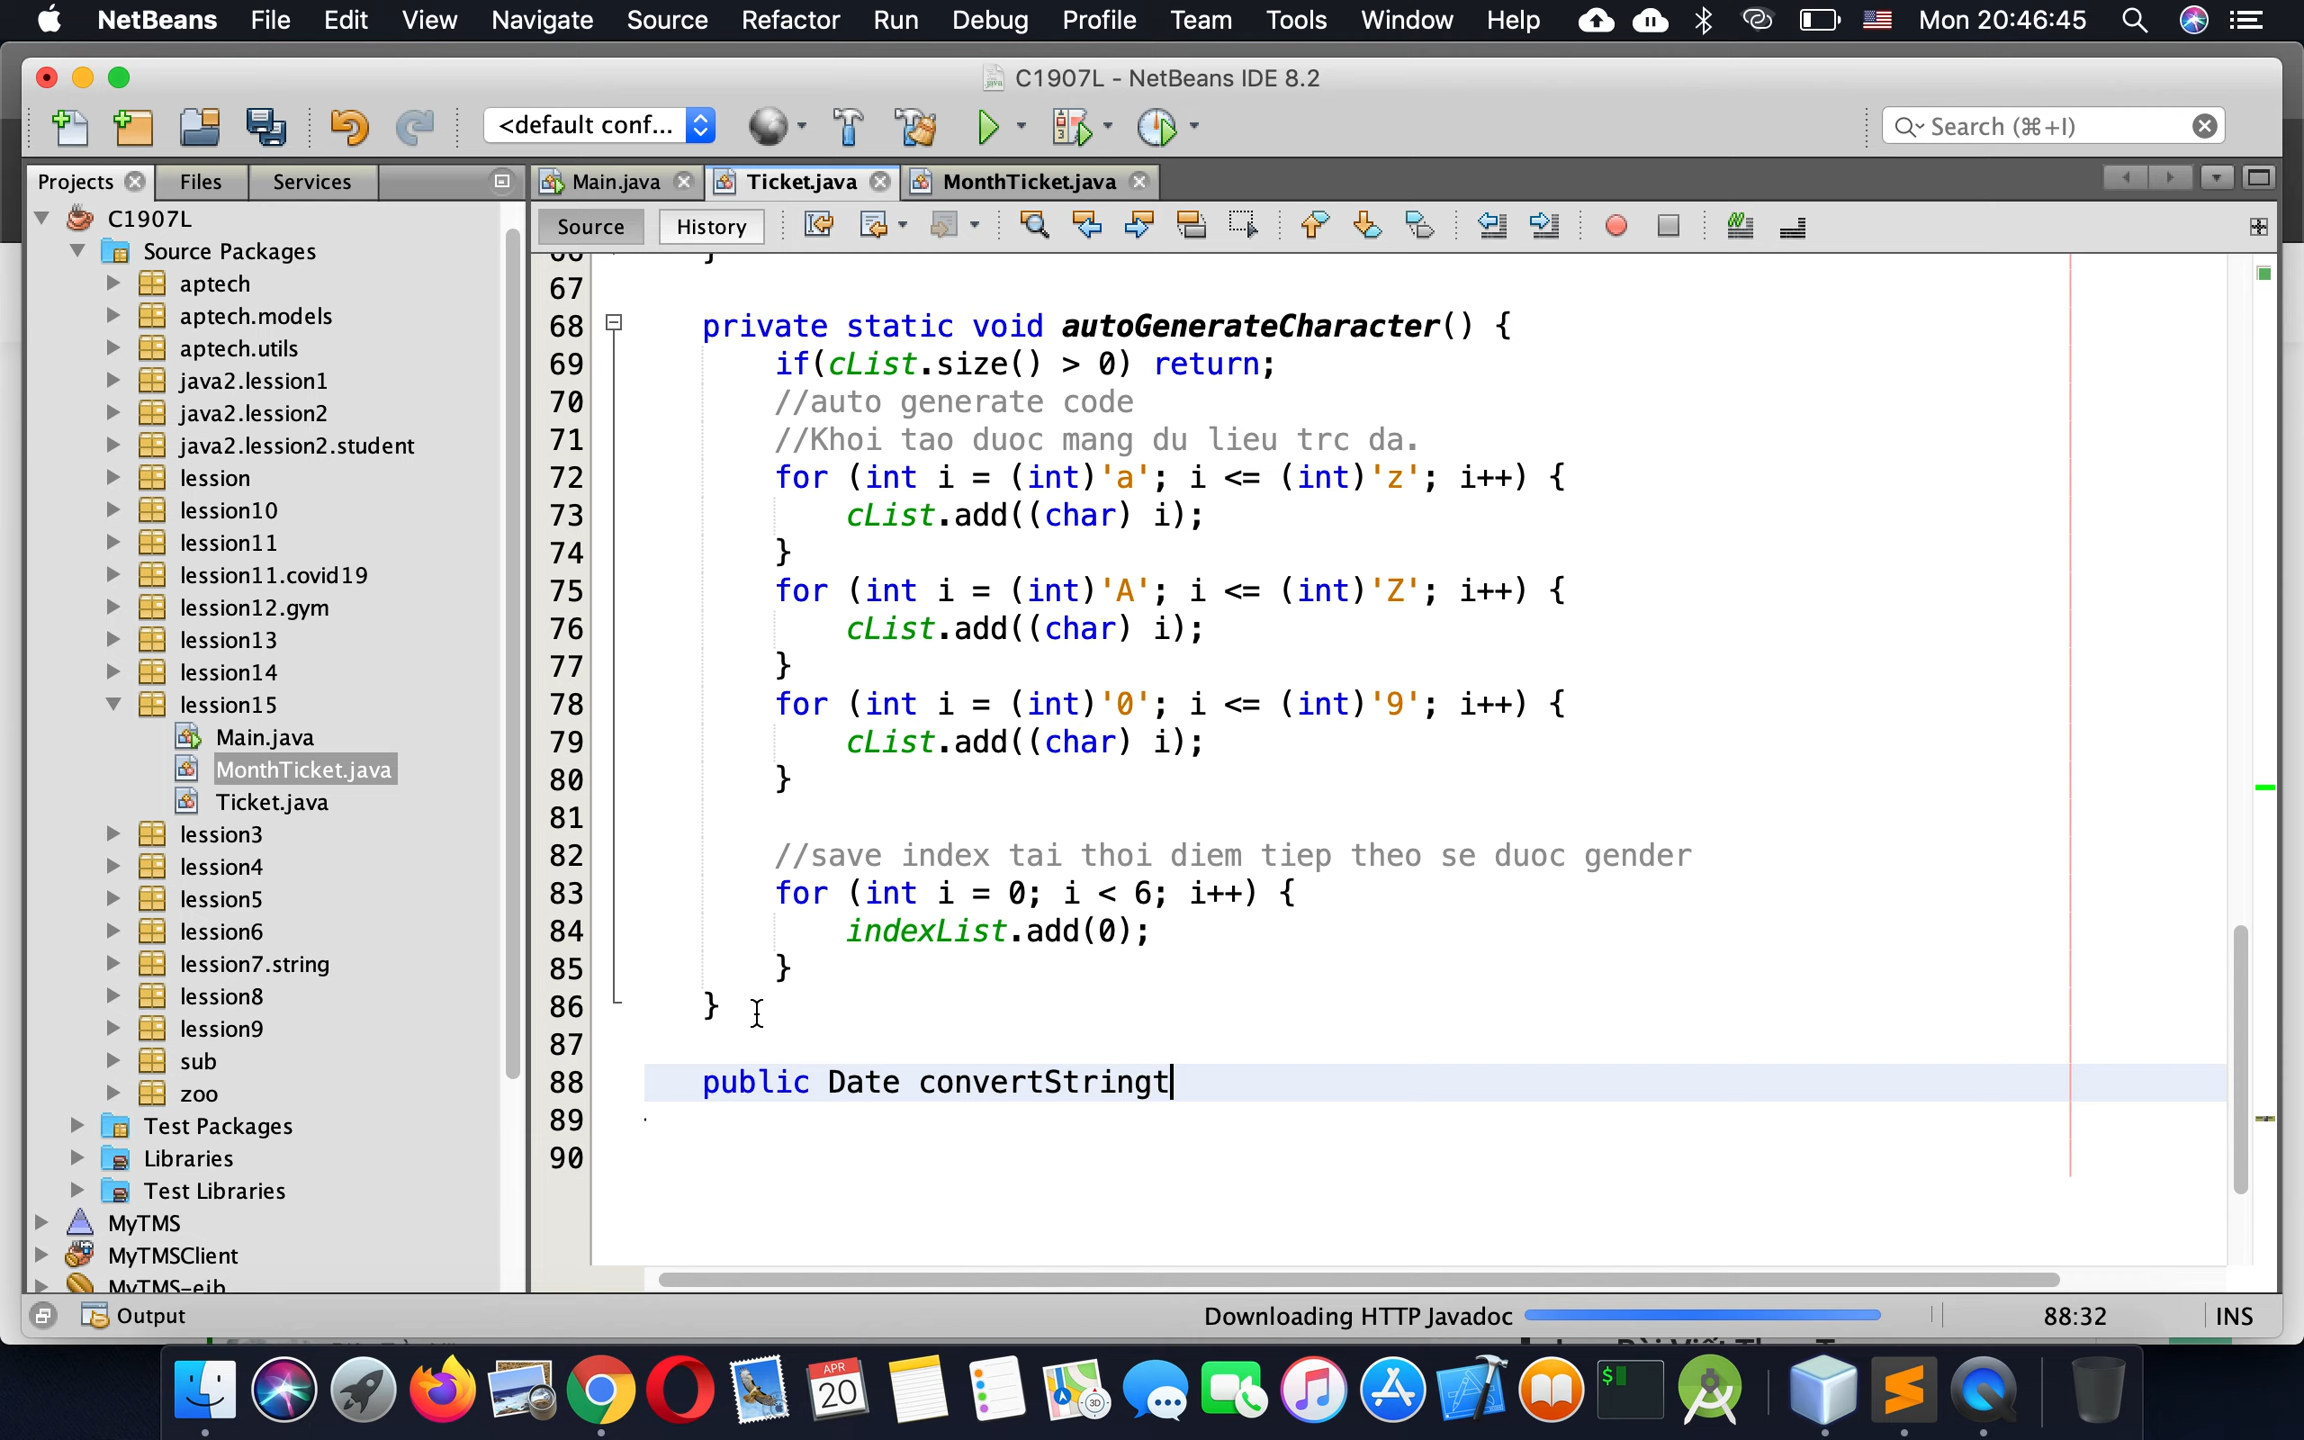 NetBeans File Edit View Navigate Source Refactor Run Debug Profile Team Tools Window Help Mon 20:46:45
C1907L - NetBeans IDE 8.2
<default conf...
Search (⌘+I)
Projects Files Services
Main.java Ticket.java MonthTicket.java
Source History
C1907L
Source Packages
aptech
aptech.models
aptech.utils
java2.lession1
java2.lession2
java2.lession2.student
lession
lession10
lession11
lession11.covid19
lession12.gym
lession13
lession14
lession15
Main.java
MonthTicket.java
Ticket.java
lession3
lession4
lession5
lession6
lession7.string
lession8
lession9
sub
zoo
Test Packages
Libraries
Test Libraries
MyTMS
MyTMSClient
MyTMS-ejb
66 }
67
68 private static void autoGenerateCharacter() {
69 if(cList.size() > 0) return;
70 //auto generate code
71 //Khoi tao duoc mang du lieu trc da.
72 for (int i = (int)'a'; i <= (int)'z'; i++) {
73 cList.add((char) i);
74 }
75 for (int i = (int)'A'; i <= (int)'Z'; i++) {
76 cList.add((char) i);
77 }
78 for (int i = (int)'0'; i <= (int)'9'; i++) {
79 cList.add((char) i);
80 }
81
82 //save index tai thoi diem tiep theo se duoc gender
83 for (int i = 0; i < 6; i++) {
84 indexList.add(0);
85 }
86 }
87
88 public Date convertStringt
89
90
Output
Downloading HTTP Javadoc
88:32 INS
APR
20
3D